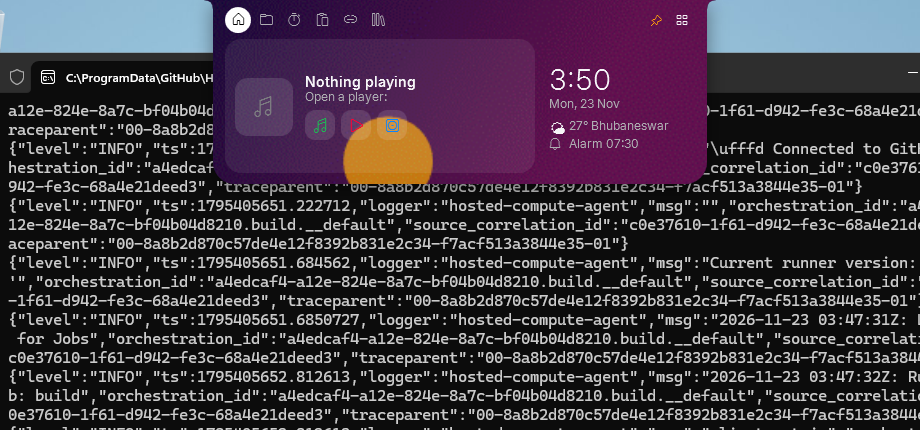 C:\ProgramData\GitHub\H
Nothing playing
Open a player:
3:50
Mon, 23 Nov
27° Bhubaneswar
Alarm 07:30
a12e-824e-8a7c-bf04b04d 0-1f61-d942-fe3c-68a4e21d
raceparent":"00-8a8b2d
{"level":"INFO","ts":17 \ufffd Connected to Git
hestration_id":"a4edcaf _correlation_id":"c0e37
942-fe3c-68a4e21deed3","traceparent":"00-8a8b2d870c57de4e12f8392b831e2c34-f7acf513a3844e35-01"}
{"level":"INFO","ts":1795405651.222712,"logger":"hosted-compute-agent","msg":"","orchestration_id":"a4
12e-824e-8a7c-bf04b04d8210.build.__default","source_correlation_id":"c0e37610-1f61-d942-fe3c-68a4e21de
aceparent":"00-8a8b2d870c57de4e12f8392b831e2c34-f7acf513a3844e35-01"}
{"level":"INFO","ts":1795405651.684562,"logger":"hosted-compute-agent","msg":"Current runner version:
'","orchestration_id":"a4edcaf4-a12e-824e-8a7c-bf04b04d8210.build.__default","source_correlation_id":"
-1f61-d942-fe3c-68a4e21deed3","traceparent":"00-8a8b2d870c57de4e12f8392b831e2c34-f7acf513a3844e35-01"
{"level":"INFO","ts":1795405651.6850727,"logger":"hosted-compute-agent","msg":"2026-11-23 03:47:31Z:
for Jobs","orchestration_id":"a4edcaf4-a12e-824e-8a7c-bf04b04d8210.build.__default","source_correlati
c0e37610-1f61-d942-fe3c-68a4e21deed3","traceparent":"00-8a8b2d870c57de4e12f8392b831e2c34-f7acf513a3844
{"level":"INFO","ts":1795405652.812613,"logger":"hosted-compute-agent","msg":"2026-11-23 03:47:32Z: Ru
b: build","orchestration_id":"a4edcaf4-a12e-824e-8a7c-bf04b04d8210.build.__default","source_correlatio
0e37610-1f61-d942-fe3c-68a4e21deed3","traceparent":"00-8a8b2d870c57de4e12f8392b831e2c34-f7acf513a3844e